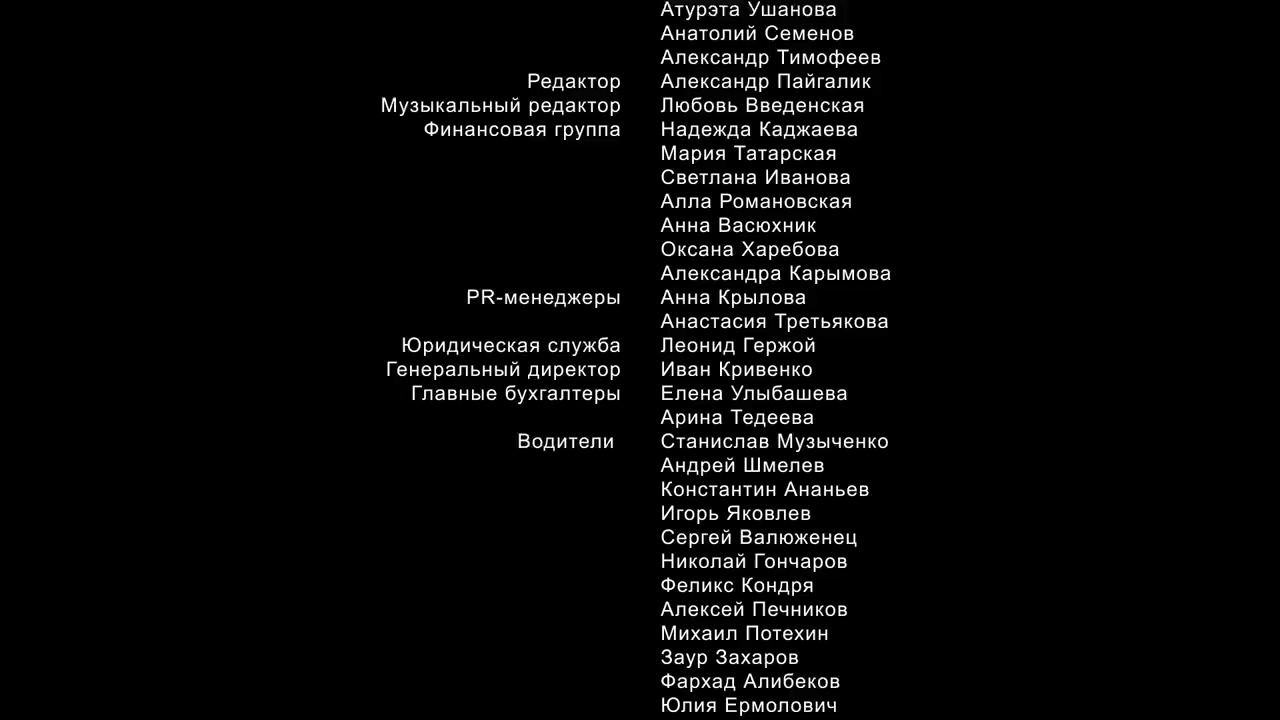 Атурэта Ушанова
Анатолий Семенов
Александр Тимофеев
Редактор Александр Пайгалик
Музыкальный редактор Любовь Введенская
Финансовая группа Надежда Каджаева
Мария Татарская
Светлана Иванова
Алла Романовская
Анна Васюхник
Оксана Харебова
Александра Карымова
PR-менеджеры Анна Крылова
Анастасия Третьякова
Юридическая служба Леонид Гержой
Генеральный директор Иван Кривенко
Главные бухгалтеры Елена Улыбашева
Арина Тедеева
Водители Станислав Музыченко
Андрей Шмелев
Константин Ананьев
Игорь Яковлев
Сергей Валюженец
Николай Гончаров
Феликс Кондря
Алексей Печников
Михаил Потехин
Заур Захаров
Фархад Алибеков
Юлия Ермолович